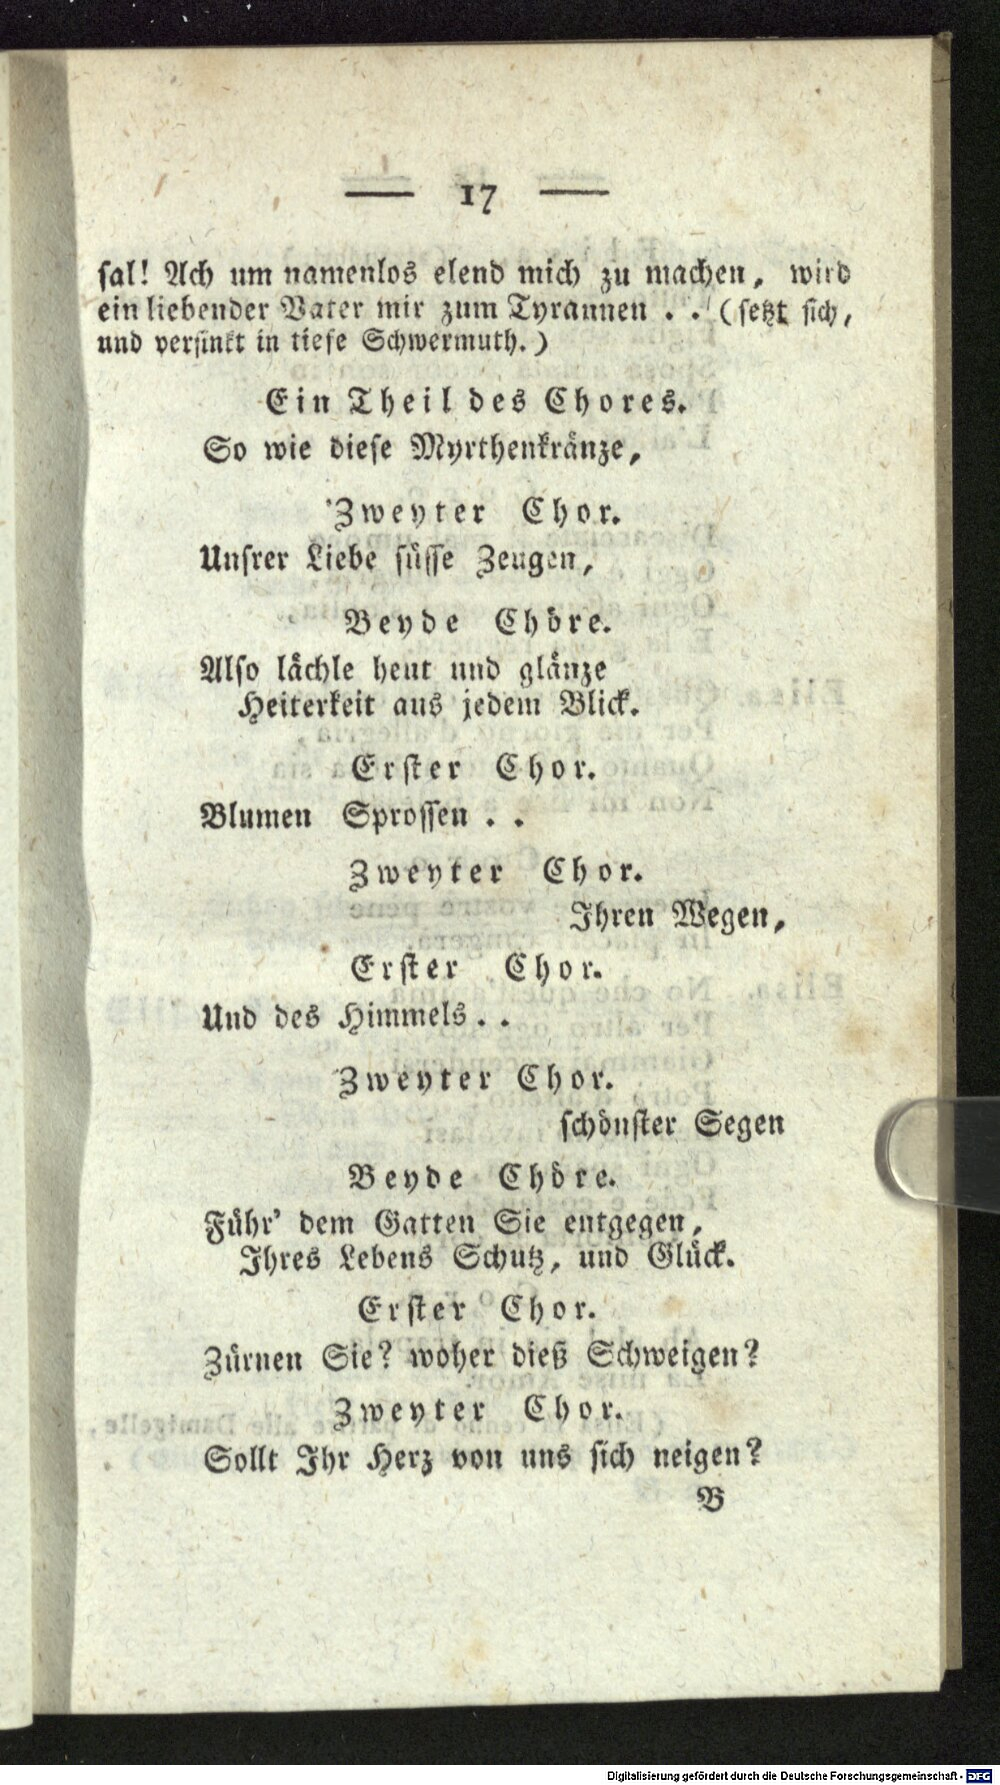 — 17 —
sal! Ach um namenlos elend mich zu machen, wird
ein liebender Vater mir zum Tyrannen . . (setzt sich,
und versinkt in tiefe Schwermuth.)
Ein Theil des Chores.
So wie diese Myrthenkränze,
Zweyter Chor.
Unsrer Liebe süsse Zeugen,
Beyde Chöre.
Also lächle heut und glänze
Heiterkeit aus jedem Blick.
Erster Chor.
Blumen Sprossen . .
Zweyter Chor.
Ihren Wegen,
Erster Chor.
Und des Himmels . .
Zweyter Chor.
schönster Segen
Beyde Chöre.
Führ' dem Gatten Sie entgegen,
Ihres Lebens Schutz, und Glück.
Erster Chor.
Zürnen Sie? woher dieß Schweigen?
Zweyter Chor.
Sollt Ihr Herz von uns sich neigen?
B
Digitalisierung gefördert durch die Deutsche Forschungsgemeinschaft - DFG